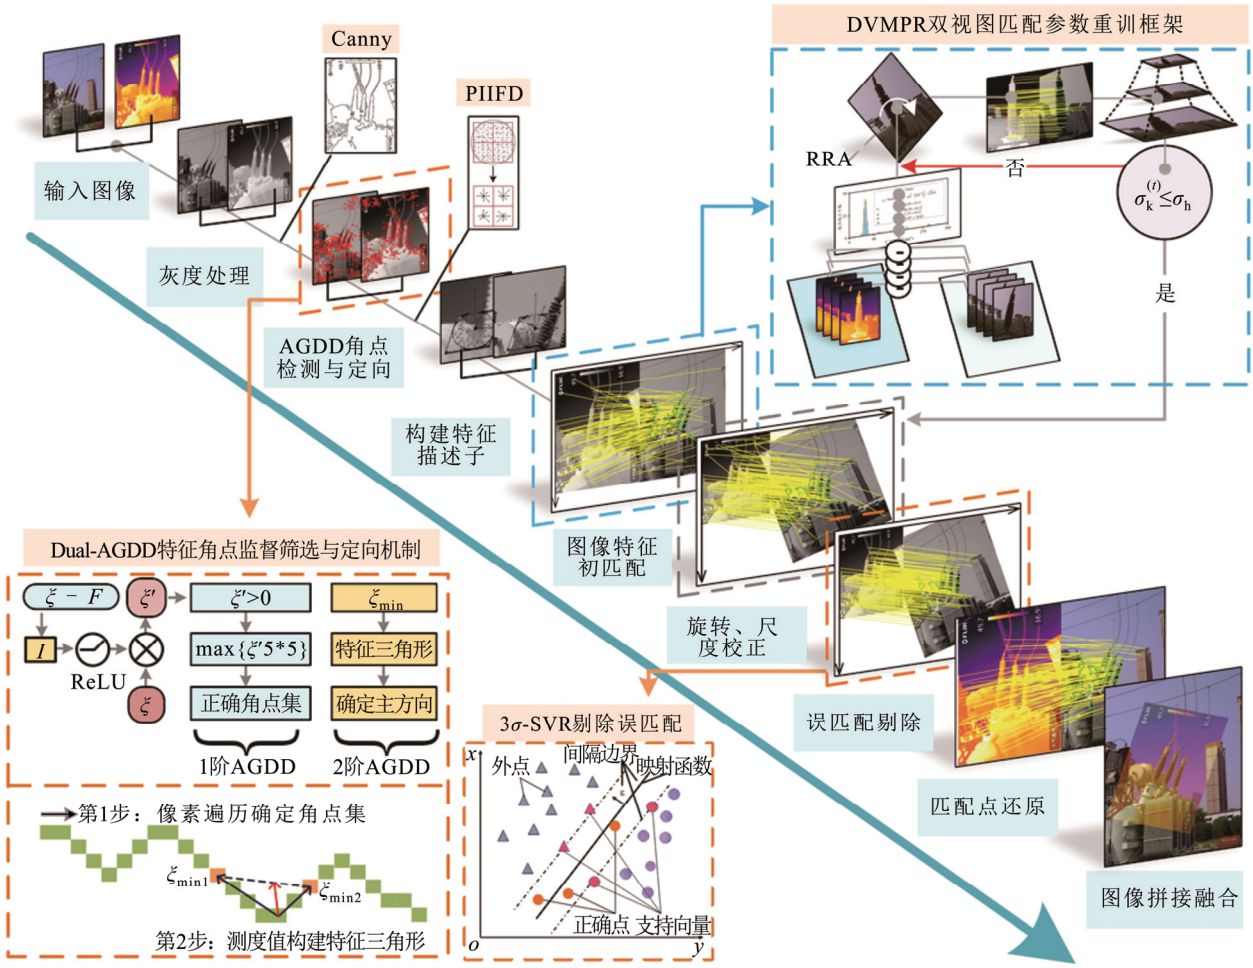 Canny
PIIFD
DVMPR双视图匹配参数重训框架
RRA
否
σk(t)≤σh
是
输入图像
灰度处理
AGDD角点
检测与定向
构建特征
描述子
图像特征
初匹配
旋转、尺
度校正
误匹配剔除
匹配点还原
图像拼接融合
Dual-AGDD特征角点监督筛选与定向机制
ξ − F
ξ′
ξ′>0
ξmin
I
ReLU
max{ξ′5*5}
特征三角形
ξ
正确角点集
确定主方向
1阶AGDD
2阶AGDD
第1步：像素遍历确定角点集
ξmin1
ξmin2
第2步：测度值构建特征三角形
3σ-SVR剔除误匹配
x
外点
间隔边界
映射函数
正确点
支持向量
o
y